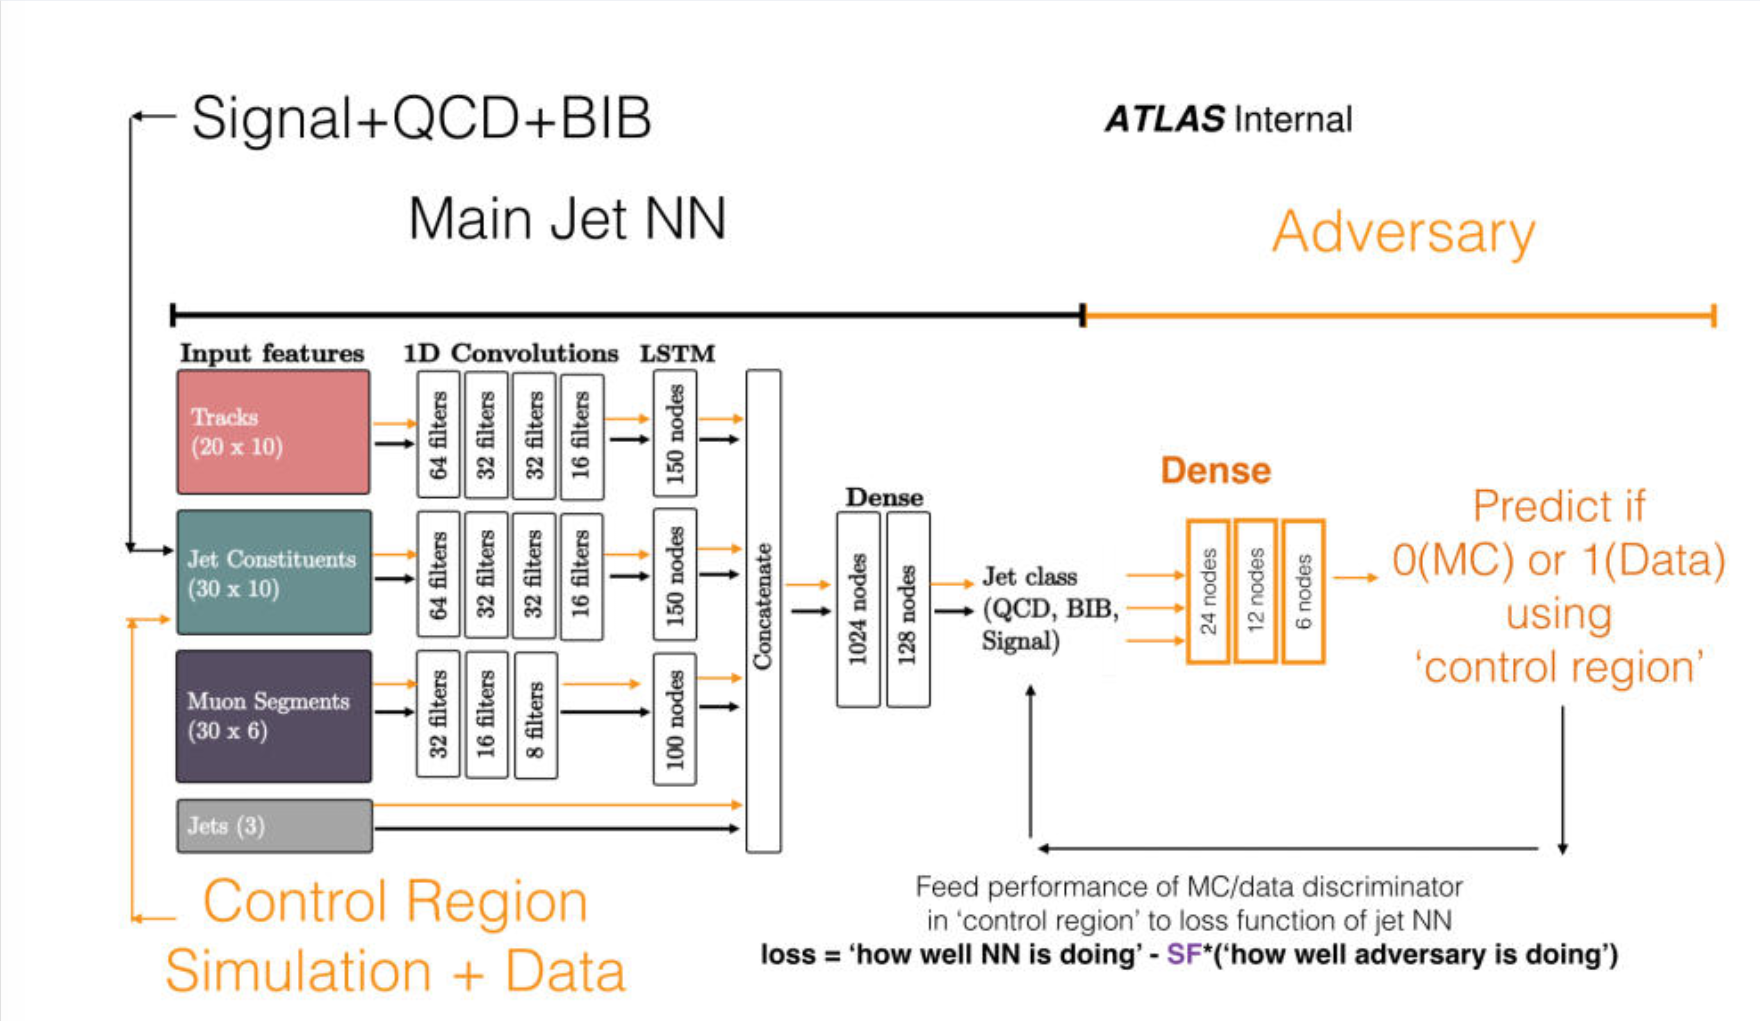 Signal+QCD+BIB
ATLAS Internal
Main Jet NN
Adversary
Input features
1D Convolutions
LSTM
Tracks
(20 x 10)
64 filters
32 filters
32 filters
16 filters
150 nodes
Jet Constituents
(30 x 10)
64 filters
32 filters
32 filters
16 filters
150 nodes
Muon Segments
(30 x 6)
32 filters
16 filters
8 filters
100 nodes
Jets (3)
Concatenate
Dense
1024 nodes
128 nodes
Jet class
(QCD, BIB,
Signal)
Dense
24 nodes
12 nodes
6 nodes
Predict if
0(MC) or 1(Data)
using
‘control region’
Control Region
Simulation + Data
Feed performance of MC/data discriminator
in ‘control region’ to loss function of jet NN
loss = ‘how well NN is doing’ - SF*(‘how well adversary is doing’)